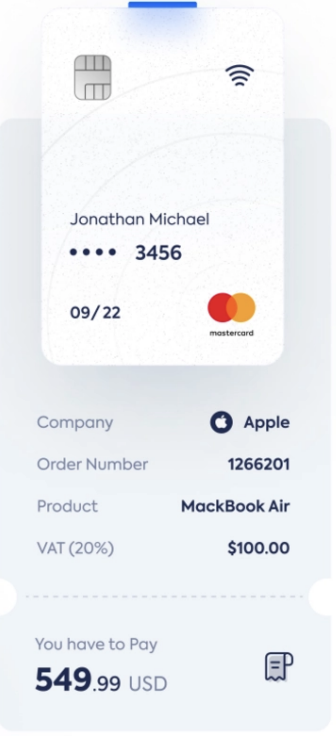 Jonathan Michael
•••• 3456
09/22
mastercard
Company Apple
Order Number 1266201
Product MackBook Air
VAT (20%) $100.00
You have to Pay
549.99 USD